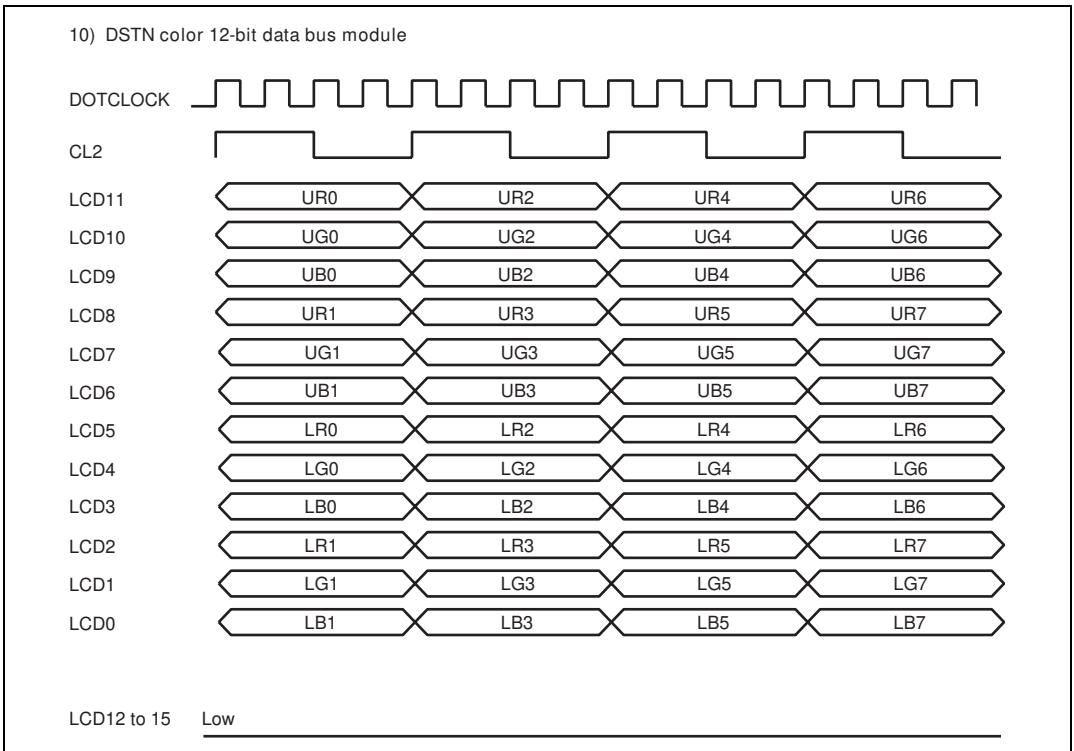 10) DSTN color 12-bit data bus module
DOTCLOCK
CL2
LCD11 UR0 UR2 UR4 UR6
LCD10 UG0 UG2 UG4 UG6
LCD9 UB0 UB2 UB4 UB6
LCD8 UR1 UR3 UR5 UR7
LCD7 UG1 UG3 UG5 UG7
LCD6 UB1 UB3 UB5 UB7
LCD5 LR0 LR2 LR4 LR6
LCD4 LG0 LG2 LG4 LG6
LCD3 LB0 LB2 LB4 LB6
LCD2 LR1 LR3 LR5 LR7
LCD1 LG1 LG3 LG5 LG7
LCD0 LB1 LB3 LB5 LB7
LCD12 to 15 Low